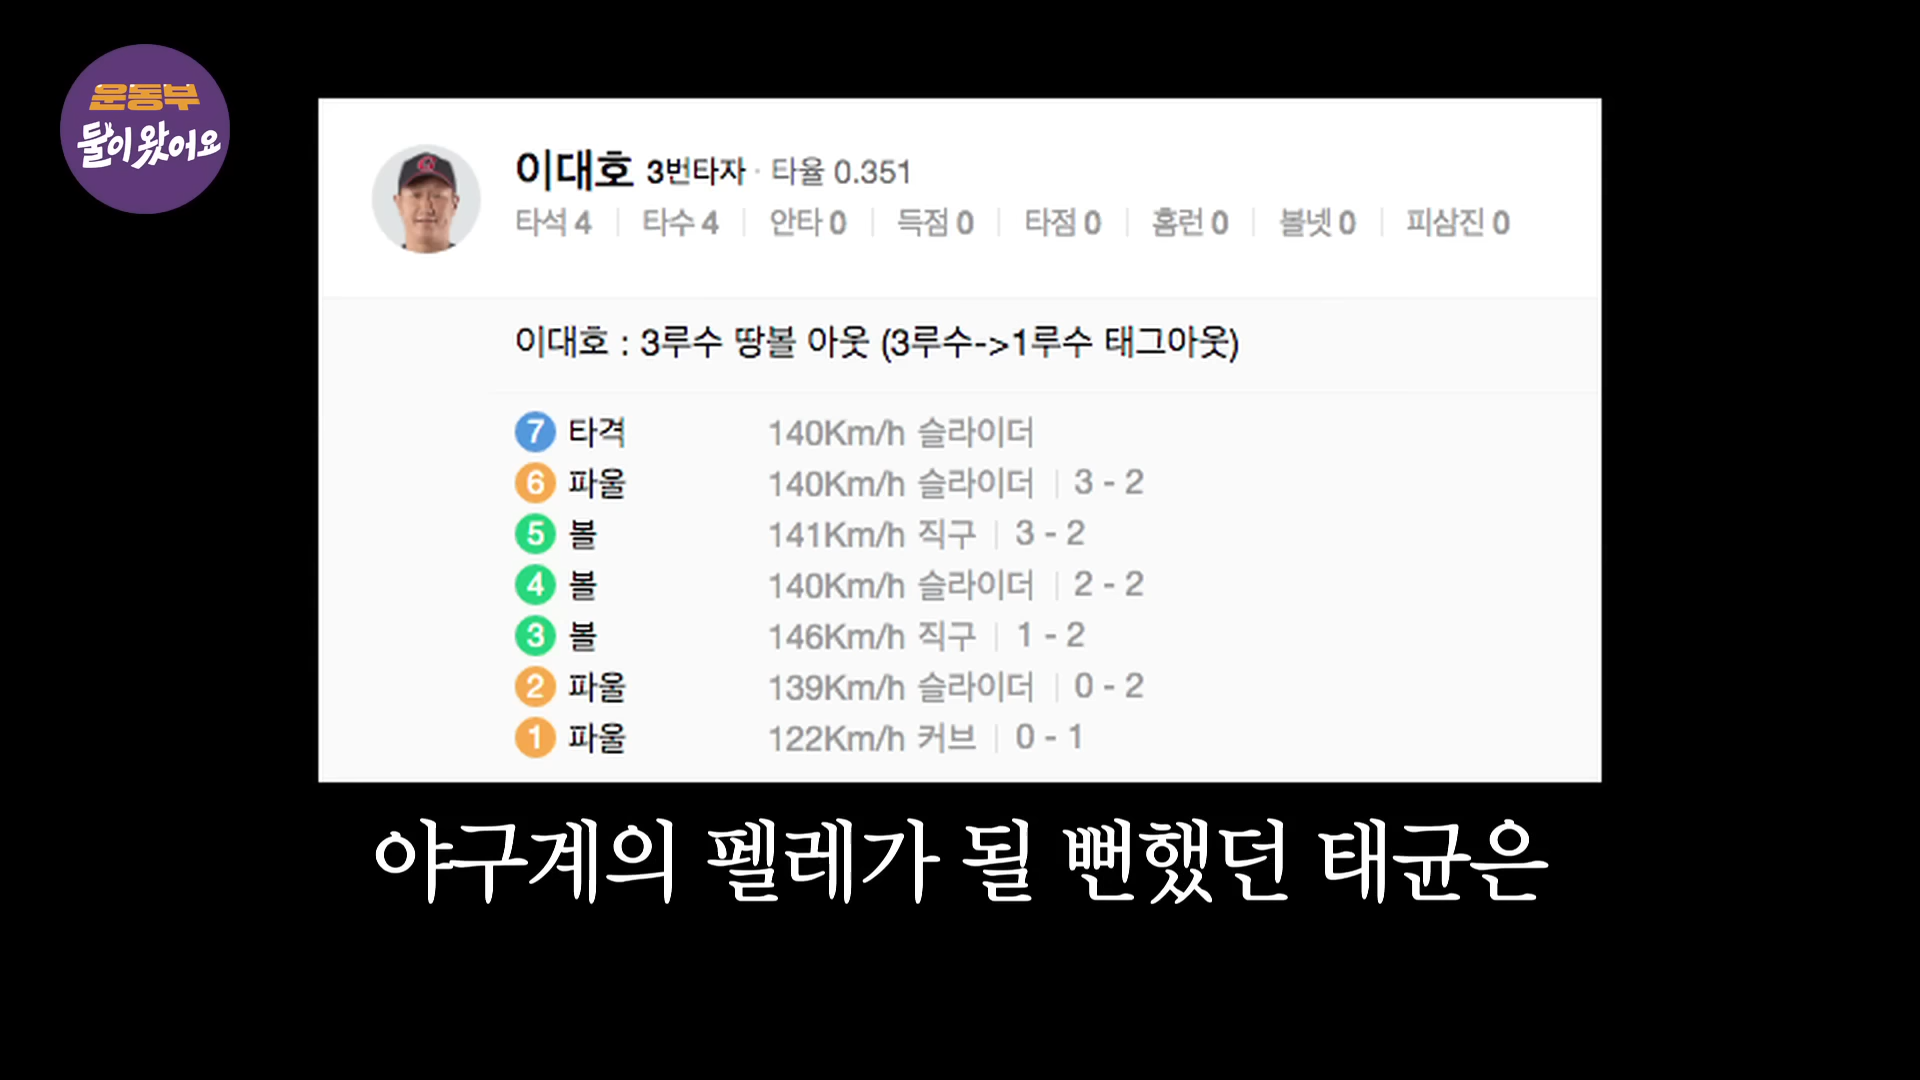 운동부
둘이 왔어요
이대호 3번타자 · 타율 0.351
타석 4 | 타수 4 | 안타 0 | 득점 0 | 타점 0 | 홈런 0 | 볼넷 0 | 피삼진 0
이대호 : 3루수 땅볼 아웃 (3루수->1루수 태그아웃)
7 타격 140Km/h 슬라이더
6 파울 140Km/h 슬라이더 | 3 - 2
5 볼 141Km/h 직구 | 3 - 2
4 볼 140Km/h 슬라이더 | 2 - 2
3 볼 146Km/h 직구 | 1 - 2
2 파울 139Km/h 슬라이더 | 0 - 2
1 파울 122Km/h 커브 | 0 - 1
야구계의 펠레가 될 뻔했던 태균은